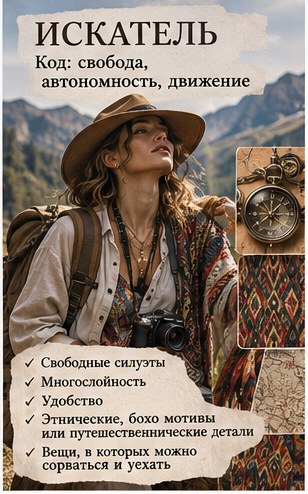 ИСКАТЕЛЬ
Код: свобода,
автономность, движение
✓ Свободные силуэты
✓ Многослойность
✓ Удобство
✓ Этнические, бохо мотивы
или путешественнические детали
✓ Вещи, в которых можно
сорваться и уехать